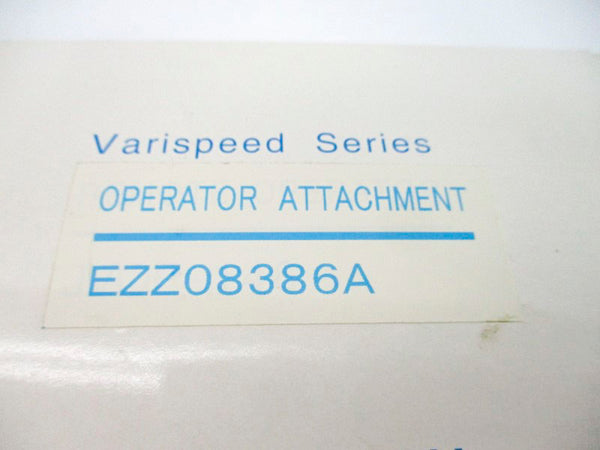 Varispeed Series
OPERATOR ATTACHMENT
EZZ08386A